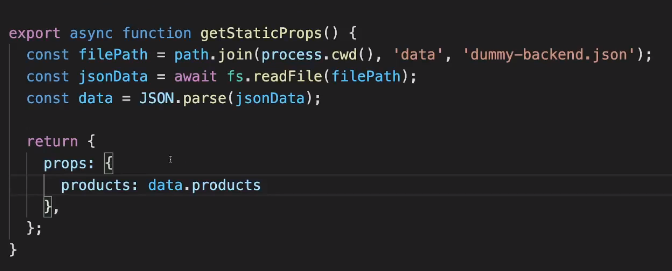 export async function getStaticProps() {
  const filePath = path.join(process.cwd(), 'data', 'dummy-backend.json');
  const jsonData = await fs.readFile(filePath);
  const data = JSON.parse(jsonData);

  return {
    props: {
      products: data.products
    },
  };
}